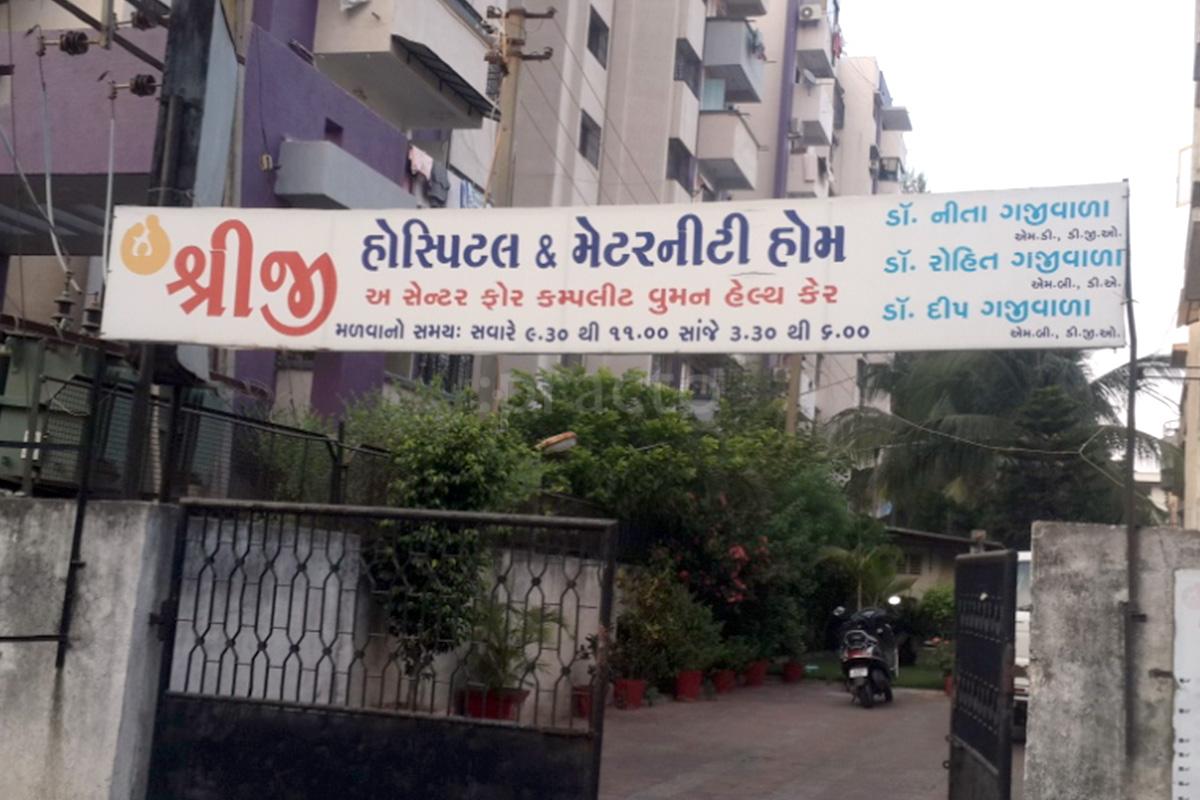 શ્રીજી
હોસ્પિટલ & મેટરનીટી હોમ
અ સેન્ટર ફોર કમ્પલીટ વુમન હેલ્થ કેર
મળવાનો સમયઃ સવારે ૯.૩૦ થી ૧૧.૦૦ સાંજે ૩.૩૦ થી ૬.૦૦
ડૉ. નીતા ગજીવાળા
એમ.ડી., ડી.જી.ઓ.
ડૉ. રોહિત ગજીવાળા
એમ.બી., ડી.એ.
ડૉ. દીપ ગજીવાળા
એમ.બી., ડી.જી.ઓ.
:practo